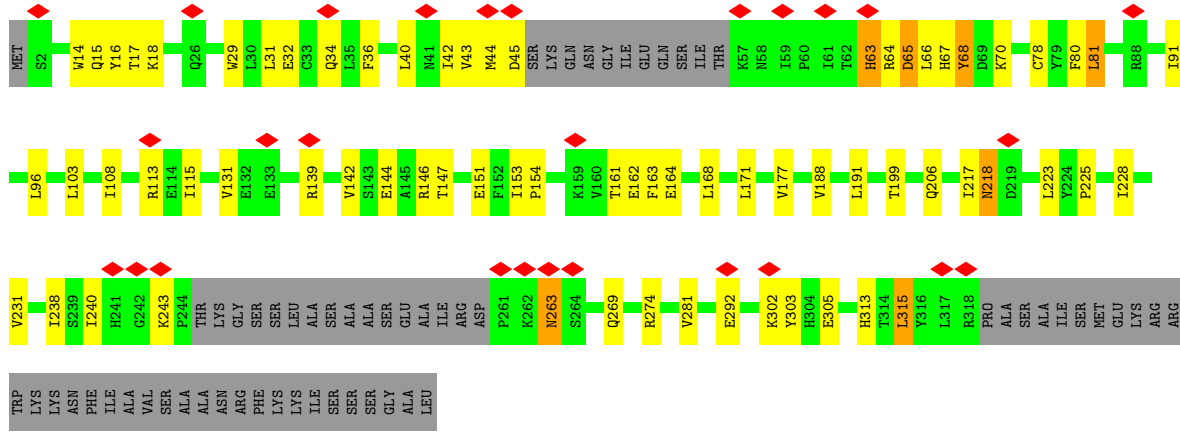 MET S2 W14 Q15 Y16 T17 K18 Q26 W29 L30 L31 E32 C33 Q34 L35 F36 L40 N41 I42 V43 M44 D45 SER LYS GLN ASN GLY ILE GLU GLN SER ILE THR K57 N58 I59 P60 I61 T62 H63 R64 D65 L66 H67 Y68 D69 K70 C78 Y79 F80 L81 R88 I91
L96 L103 I108 R113 E114 I115 V131 E132 E133 R139 V142 S143 E144 A145 R146 T147 E151 F152 I153 P154 K159 V160 T161 E162 F163 E164 L168 L171 V177 V188 L191 T199 Q206 I217 N218 D219 L223 Y224 P225 I228
V231 I238 S239 I240 H241 G242 K243 P244 THR LYS GLY SER SER LEU ALA SER ALA ALA SER GLU ALA ILE ARG ASP P261 K262 N263 S264 Q269 R274 V281 E292 K302 Y303 H304 E305 H313 T314 L315 Y316 L317 R318 PRO ALA SER ALA ILE SER MET GLU LYS ARG ARG
TRP LYS LYS ASN PHE ILE ALA VAL SER ALA ALA ASN ARG PHE LYS LYS ILE SER SER SER GLY ALA LEU